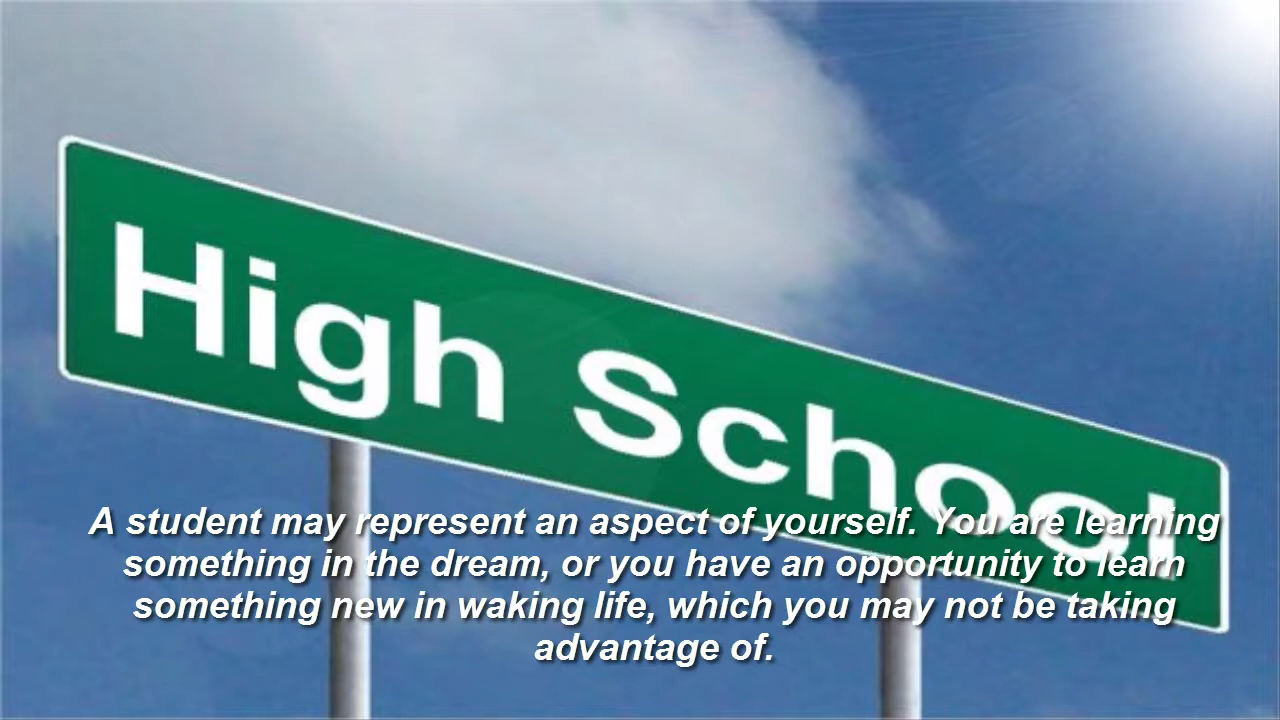 High School
A student may represent an aspect of yourself. You are learning
something in the dream, or you have an opportunity to learn
something new in waking life, which you may not be taking
advantage of.